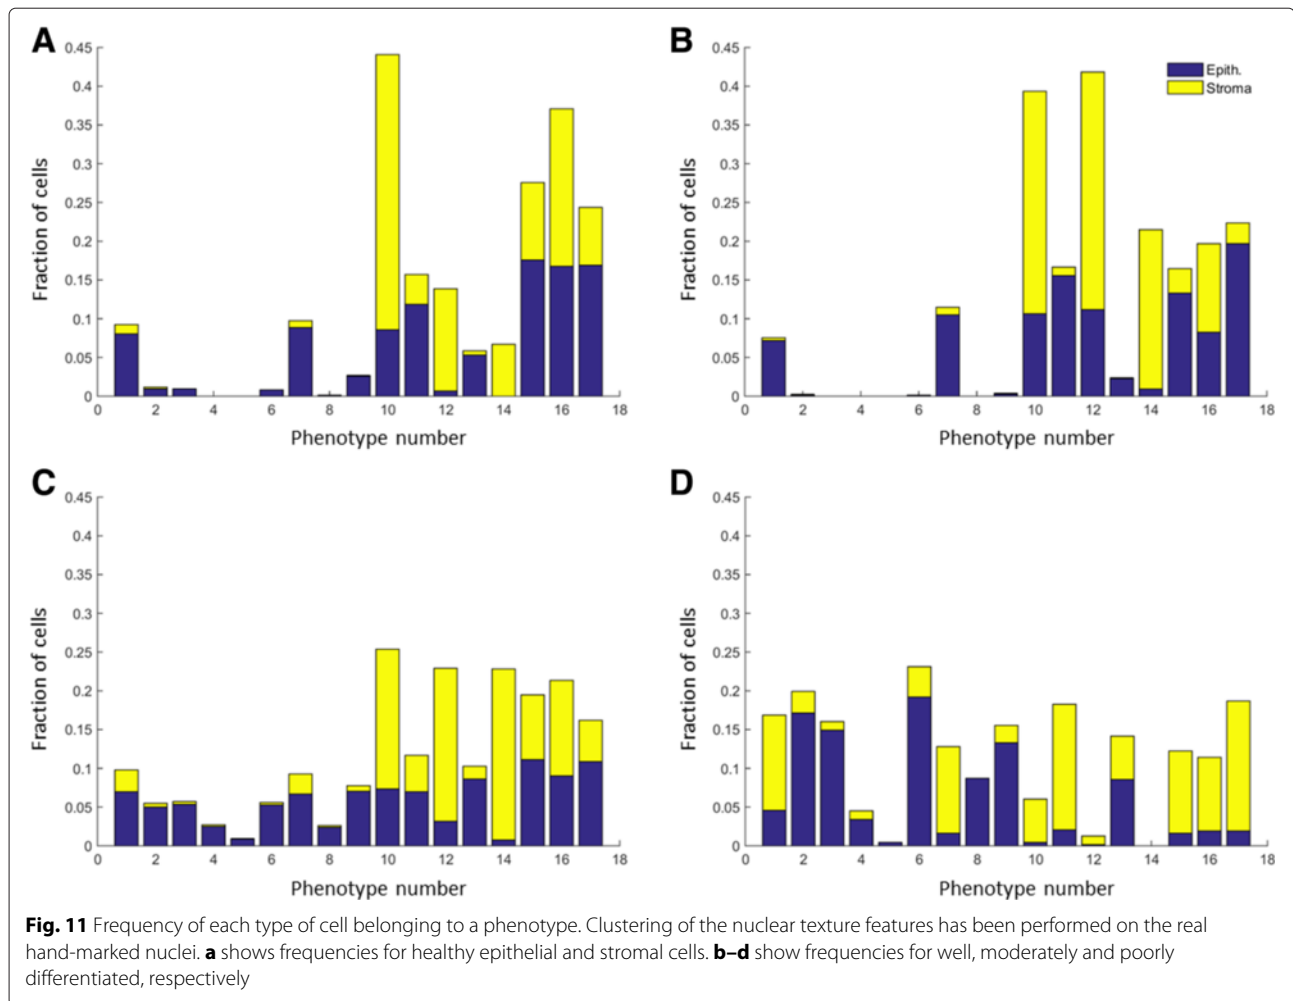 A
B
0.45
0.4
0.35
0.3
0.25
0.2
0.15
0.1
0.05
0
Fraction of cells
0 2 4 6 8 10 12 14 16 18
Phenotype number
0.45
0.4
0.35
0.3
0.25
0.2
0.15
0.1
0.05
0
Fraction of cells
0 2 4 6 8 10 12 14 16 18
Phenotype number
Epith.
Stroma
C
D
0.45
0.4
0.35
0.3
0.25
0.2
0.15
0.1
0.05
0
Fraction of cells
0 2 4 6 8 10 12 14 16 18
Phenotype number
0.45
0.4
0.35
0.3
0.25
0.2
0.15
0.1
0.05
0
Fraction of cells
0 2 4 6 8 10 12 14 16 18
Phenotype number
Fig. 11 Frequency of each type of cell belonging to a phenotype. Clustering of the nuclear texture features has been performed on the real
hand-marked nuclei. a shows frequencies for healthy epithelial and stromal cells. b–d show frequencies for well, moderately and poorly
differentiated, respectively